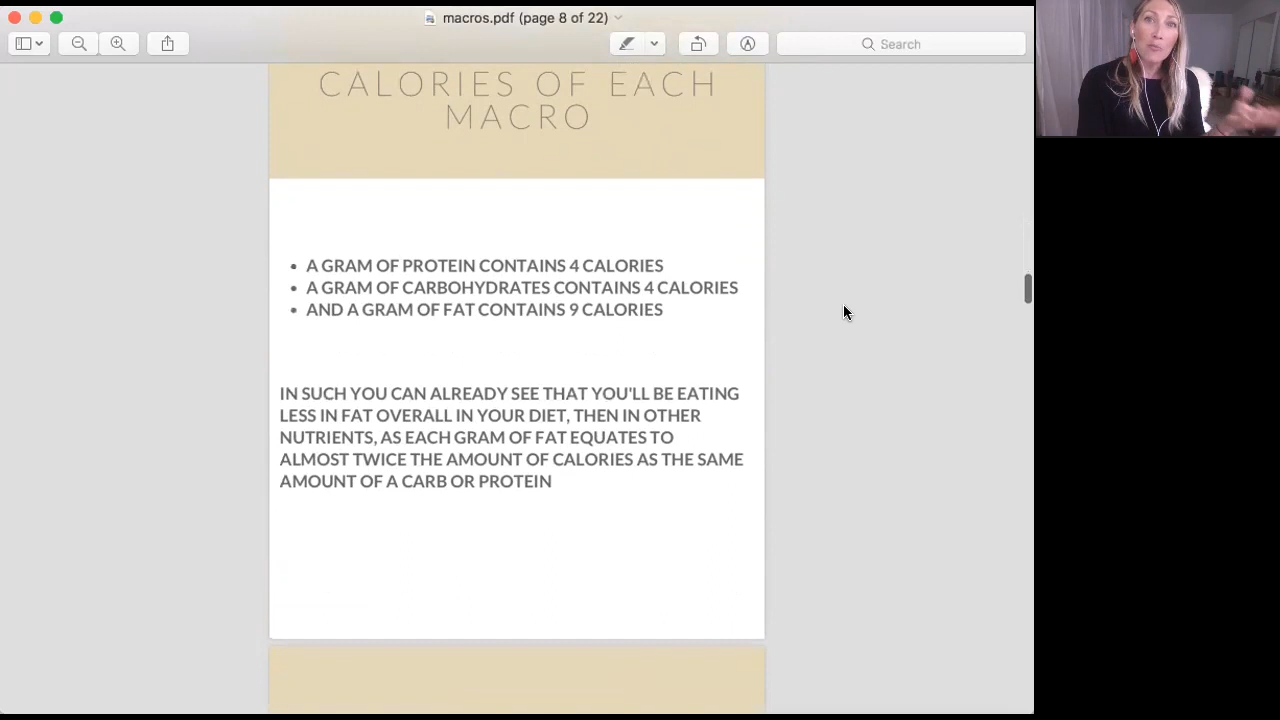 macros.pdf (page 8 of 22)
Search
CALORIES OF EACH
MACRO
• A GRAM OF PROTEIN CONTAINS 4 CALORIES
• A GRAM OF CARBOHYDRATES CONTAINS 4 CALORIES
• AND A GRAM OF FAT CONTAINS 9 CALORIES
IN SUCH YOU CAN ALREADY SEE THAT YOU'LL BE EATING
LESS IN FAT OVERALL IN YOUR DIET, THEN IN OTHER
NUTRIENTS, AS EACH GRAM OF FAT EQUATES TO
ALMOST TWICE THE AMOUNT OF CALORIES AS THE SAME
AMOUNT OF A CARB OR PROTEIN